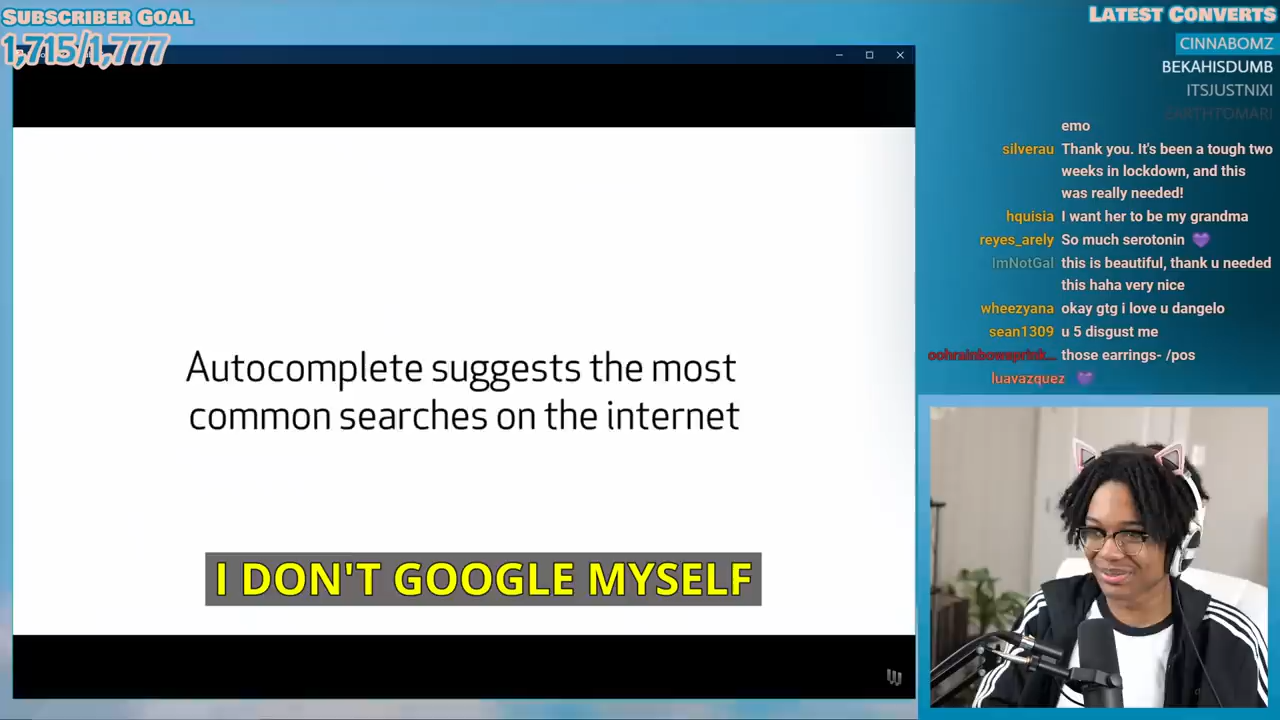 SUBSCRIBER GOAL
1,715/1,777
Autocomplete suggests the most
common searches on the internet
I DON'T GOOGLE MYSELF
LATEST CONVERTS
CINNABOMZ
BEKAHISDUMB
ITSJUSTNIXI
EARTHTOMARI
emo
silverau Thank you. It's been a tough two
weeks in lockdown, and this
was really needed!
hquisia I want her to be my grandma
reyes_arely So much serotonin 💜
ImNotGal this is beautiful, thank u needed
this haha very nice
wheezyana okay gtg i love u dangelo
sean1309 u 5 disgust me
oohrainbowsprink... those earrings- /pos
luavazquez 💜